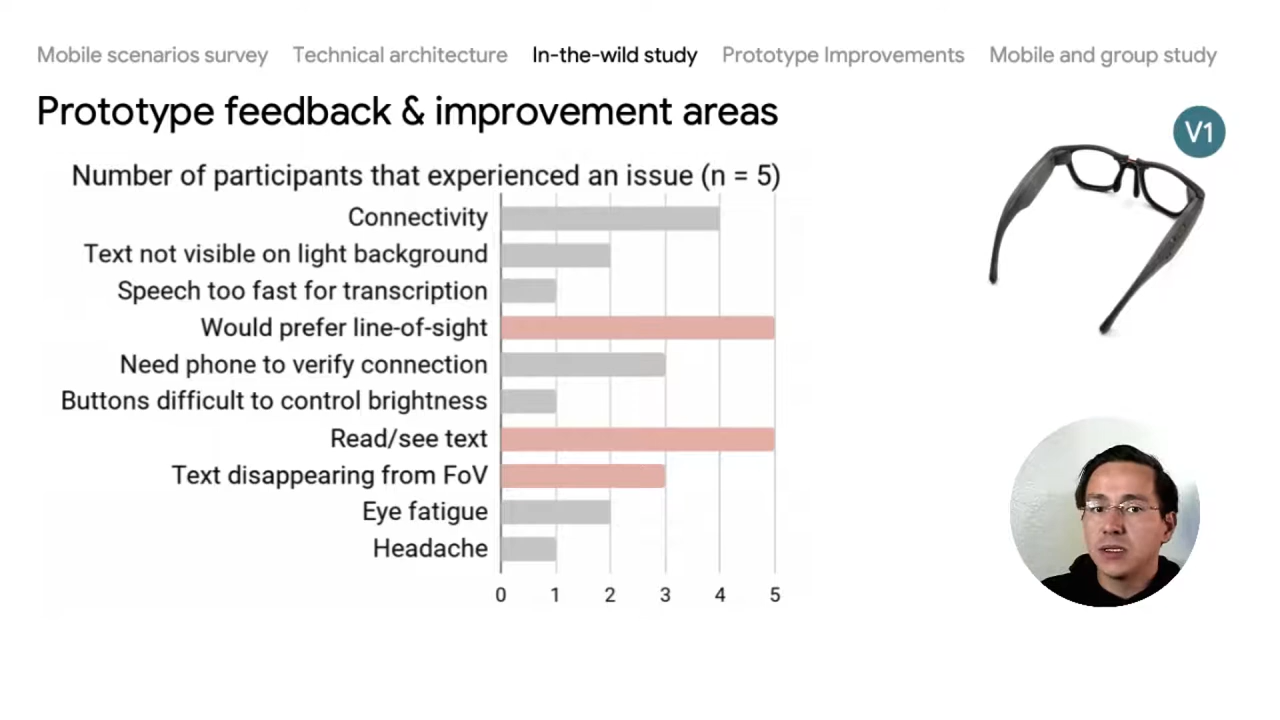 Mobile scenarios survey Technical architecture In-the-wild study Prototype Improvements Mobile and group study
Prototype feedback & improvement areas
V1
Number of participants that experienced an issue (n = 5)
Connectivity
Text not visible on light background
Speech too fast for transcription
Would prefer line-of-sight
Need phone to verify connection
Buttons difficult to control brightness
Read/see text
Text disappearing from FoV
Eye fatigue
Headache
0 1 2 3 4 5